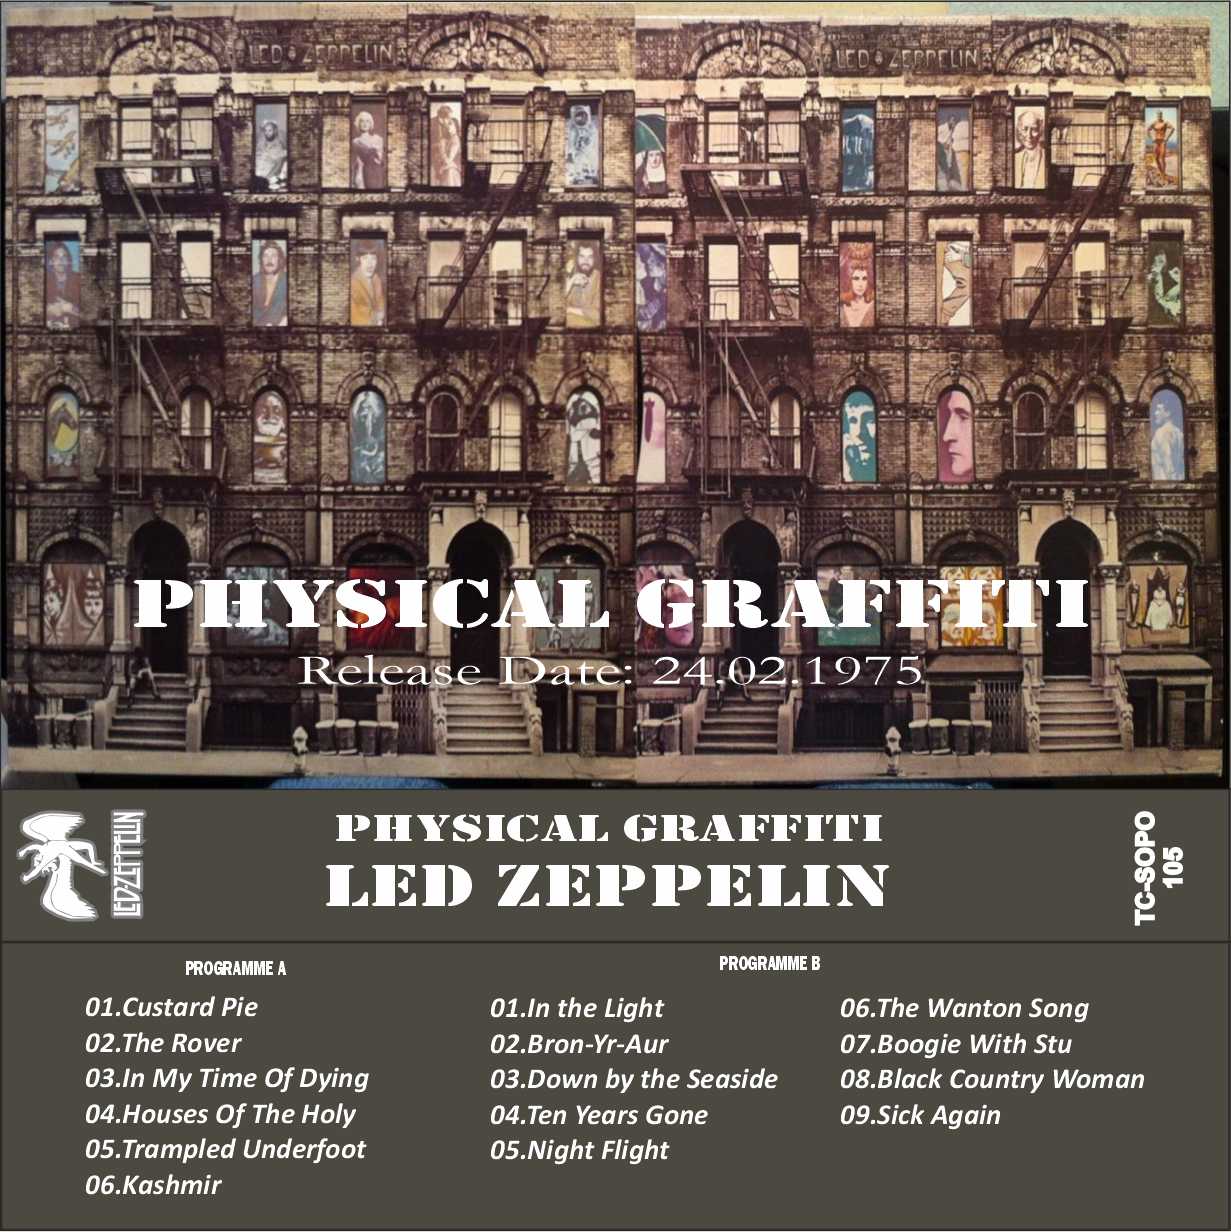 LED ZEPPELIN LED ZEPPELIN
PHYSICAL GRAFFITI
Release Date: 24.02.1975
LED-ZEPPELIN
PHYSICAL GRAFFITI
LED ZEPPELIN
TC-SOPO
105
PROGRAMME A
01.Custard Pie
02.The Rover
03.In My Time Of Dying
04.Houses Of The Holy
05.Trampled Underfoot
06.Kashmir
PROGRAMME B
01.In the Light
02.Bron-Yr-Aur
03.Down by the Seaside
04.Ten Years Gone
05.Night Flight
06.The Wanton Song
07.Boogie With Stu
08.Black Country Woman
09.Sick Again